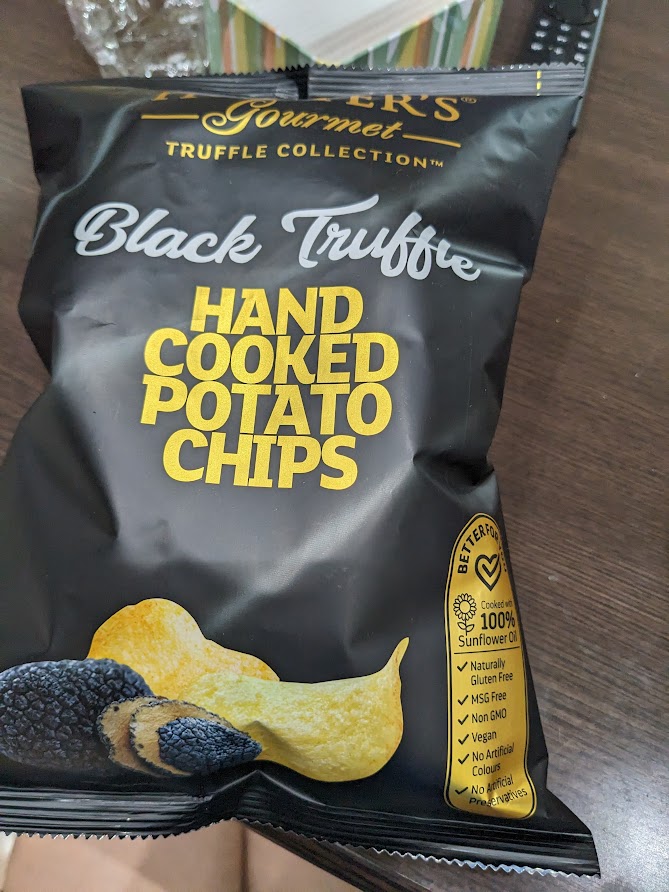 Gourmet
TRUFFLE COLLECTION™
Black Truffle
HAND
COOKED
POTATO
CHIPS
BETTER FOR
Cooked with
100%
Sunflower Oil
✓ Naturally
Gluten Free
✓ MSG Free
✓ Non GMO
✓ Vegan
✓ No Artificial
Colours
✓ No Artificial
Preservatives